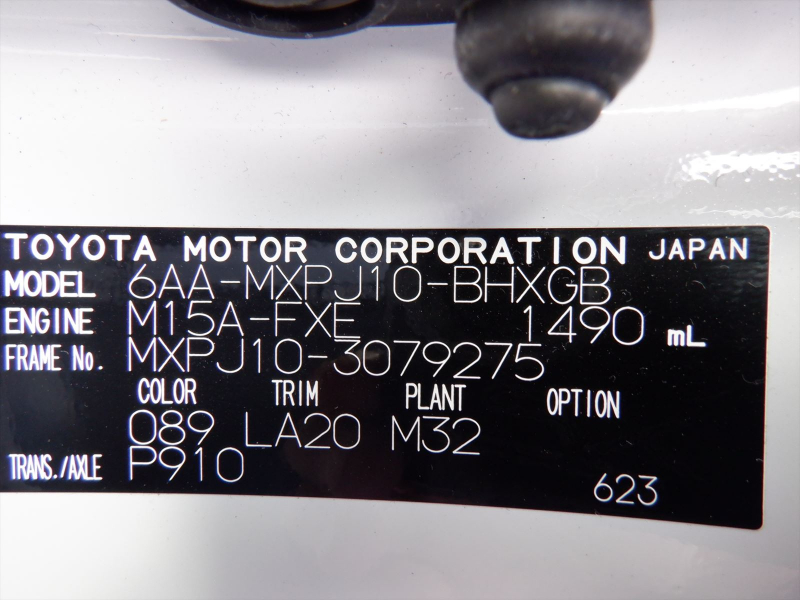 TOYOTA MOTOR CORPORATION JAPAN
MODEL 6AA-MXPJ10-BHXGB
ENGINE M15A-FXE 1490 mL
FRAME No. MXPJ10-3079275
COLOR TRIM PLANT OPTION
089 LA20 M32
TRANS./AXLE P910
623